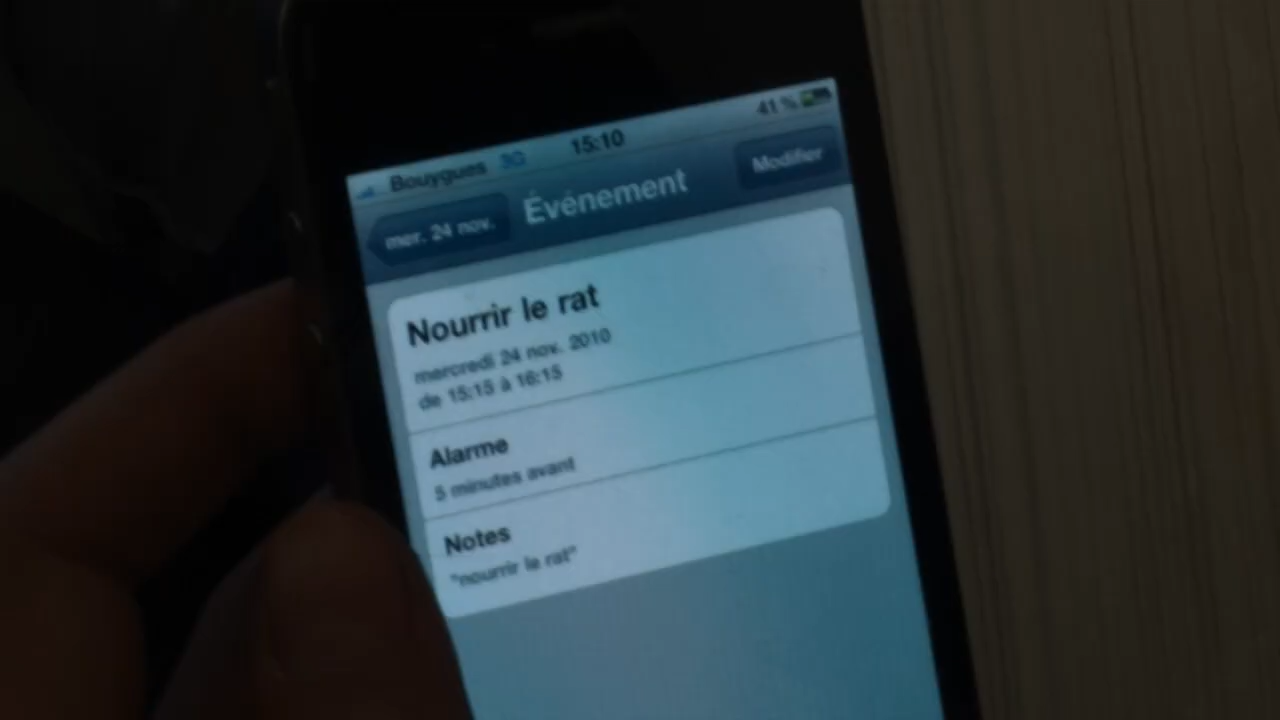 Bouygues 3G 15:10 41 %
mer. 24 nov. Événement Modifier
Nourrir le rat
mercredi 24 nov. 2010
de 15:15 à 16:15
Alarme
5 minutes avant
Notes
"nourrir le rat"